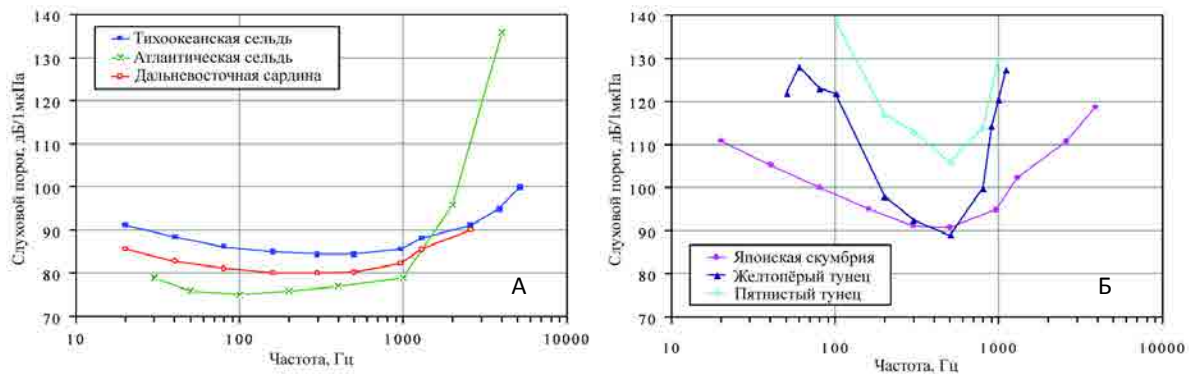 140
130
120
110
100
90
80
70
Слуховой порог, дБ/1мкПа
Тихоокеанская сельдь
Атлантическая сельдь
Дальневосточная сардина
А
10
100
1000
10000
Частота, Гц
140
130
120
110
100
90
80
70
Слуховой порог, дБ/1мкПа
Японская скумбрия
Желтопёрый тунец
Пятнистый тунец
Б
10
100
1000
10000
Частота, Гц